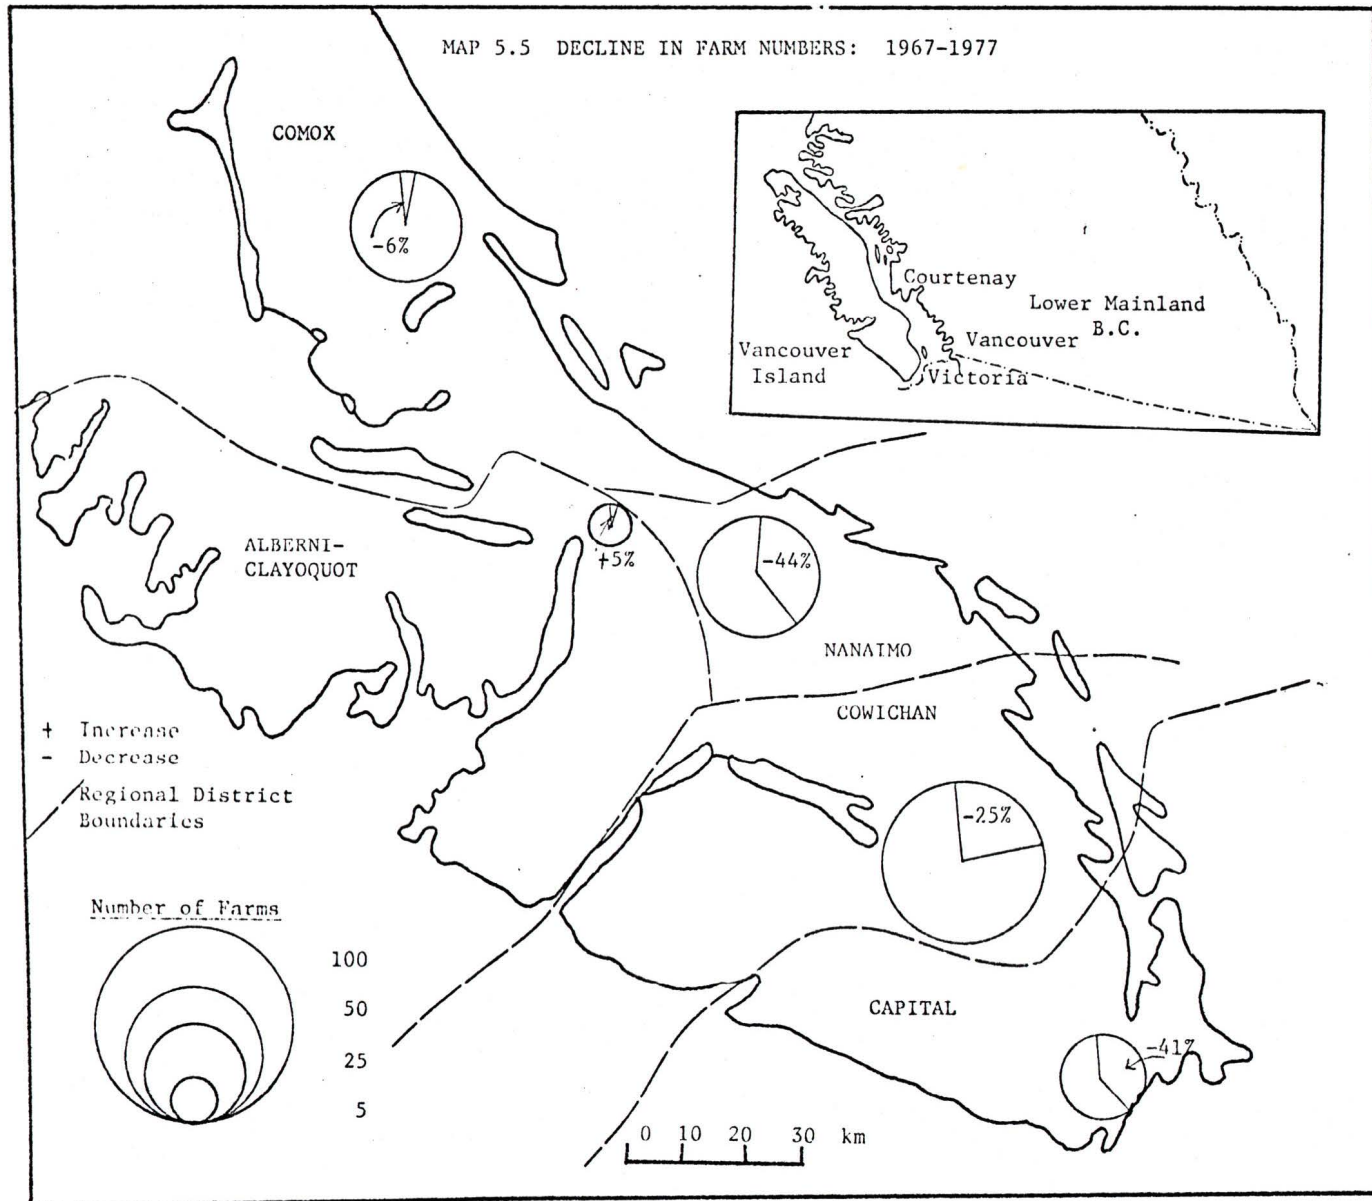 MAP 5.5 DECLINE IN FARM NUMBERS: 1967-1977
COMOX
-6%
Courtenay
Lower Mainland
B.C.
Vancouver
Vancouver
Island
Victoria
ALBERNI-
CLAYOQUOT
+5%
-44%
NANAIMO
COWICHAN
+ Increase
- Decrease
Regional District
Boundaries
-25%
Number of Farms
100
50
25
5
CAPITAL
-41%
0 10 20 30 km